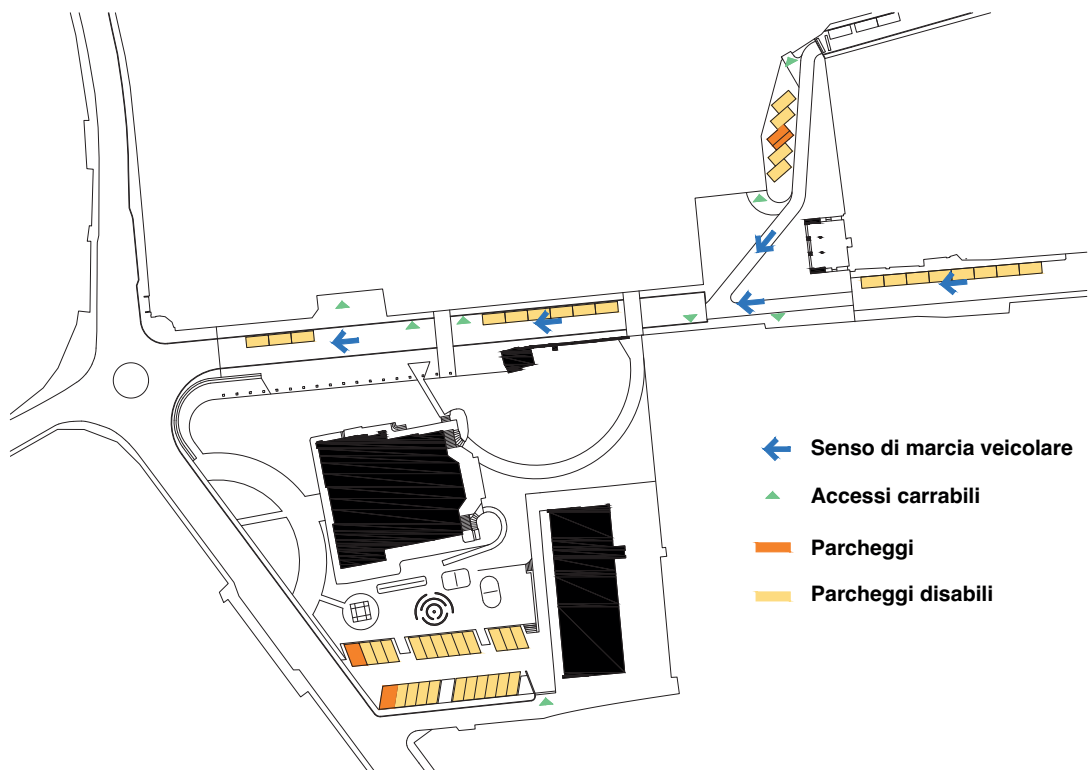 Senso di marcia veicolare
Accessi carrabili
Parcheggi
Parcheggi disabili